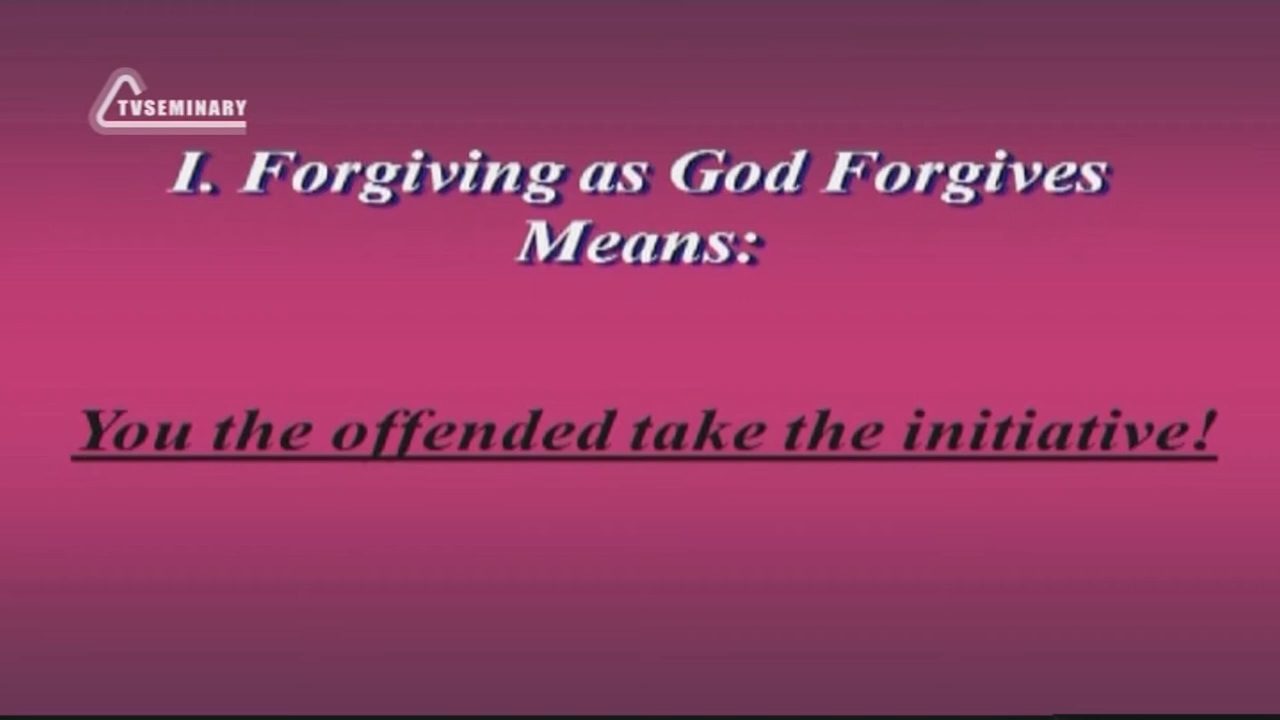 TVSEMINARY
I. Forgiving as God Forgives
Means:
You the offended take the initiative!